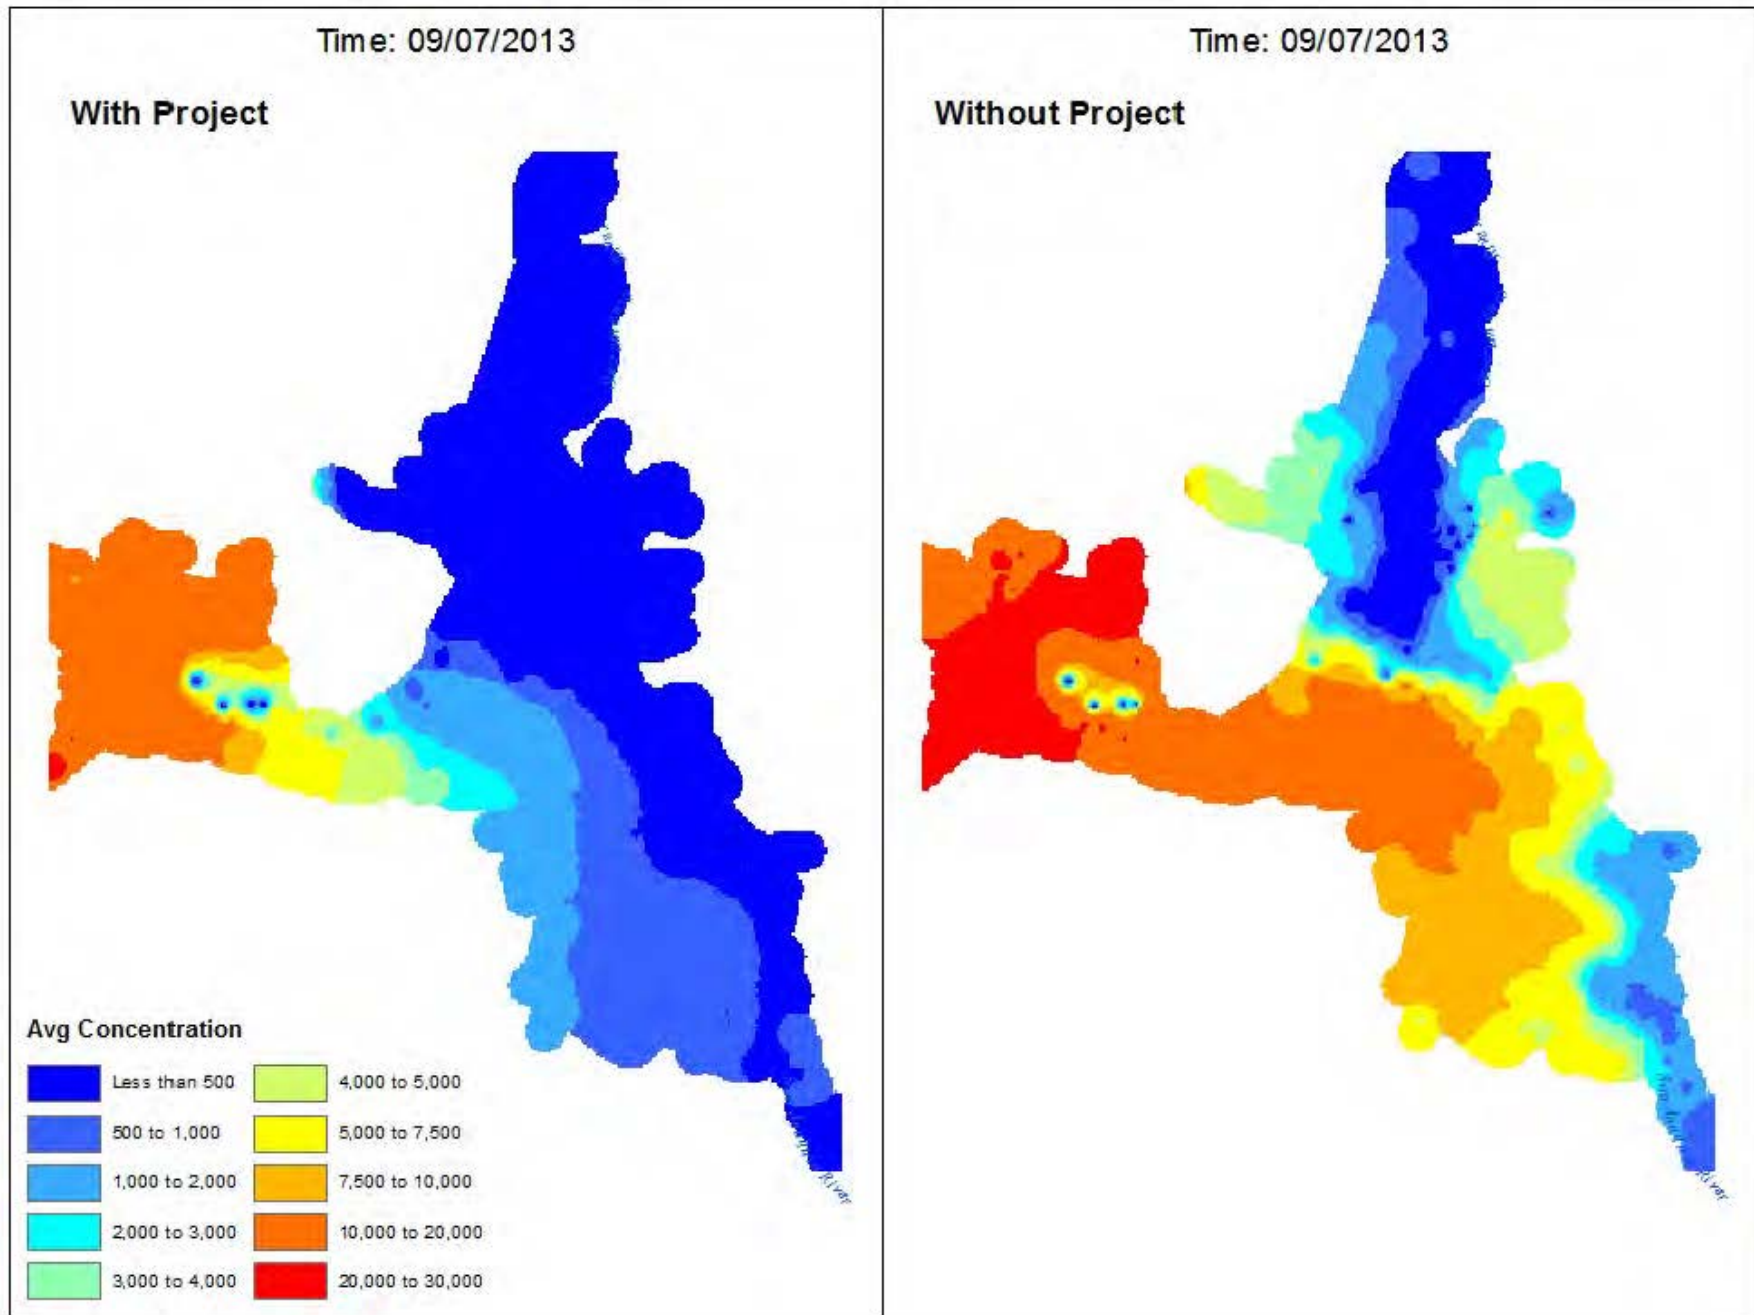 Time: 09/07/2013
With Project
Time: 09/07/2013
Without Project
Avg Concentration
Less than 500
500 to 1,000
1,000 to 2,000
2,000 to 3,000
3,000 to 4,000
4,000 to 5,000
5,000 to 7,500
7,500 to 10,000
10,000 to 20,000
20,000 to 30,000
River
River